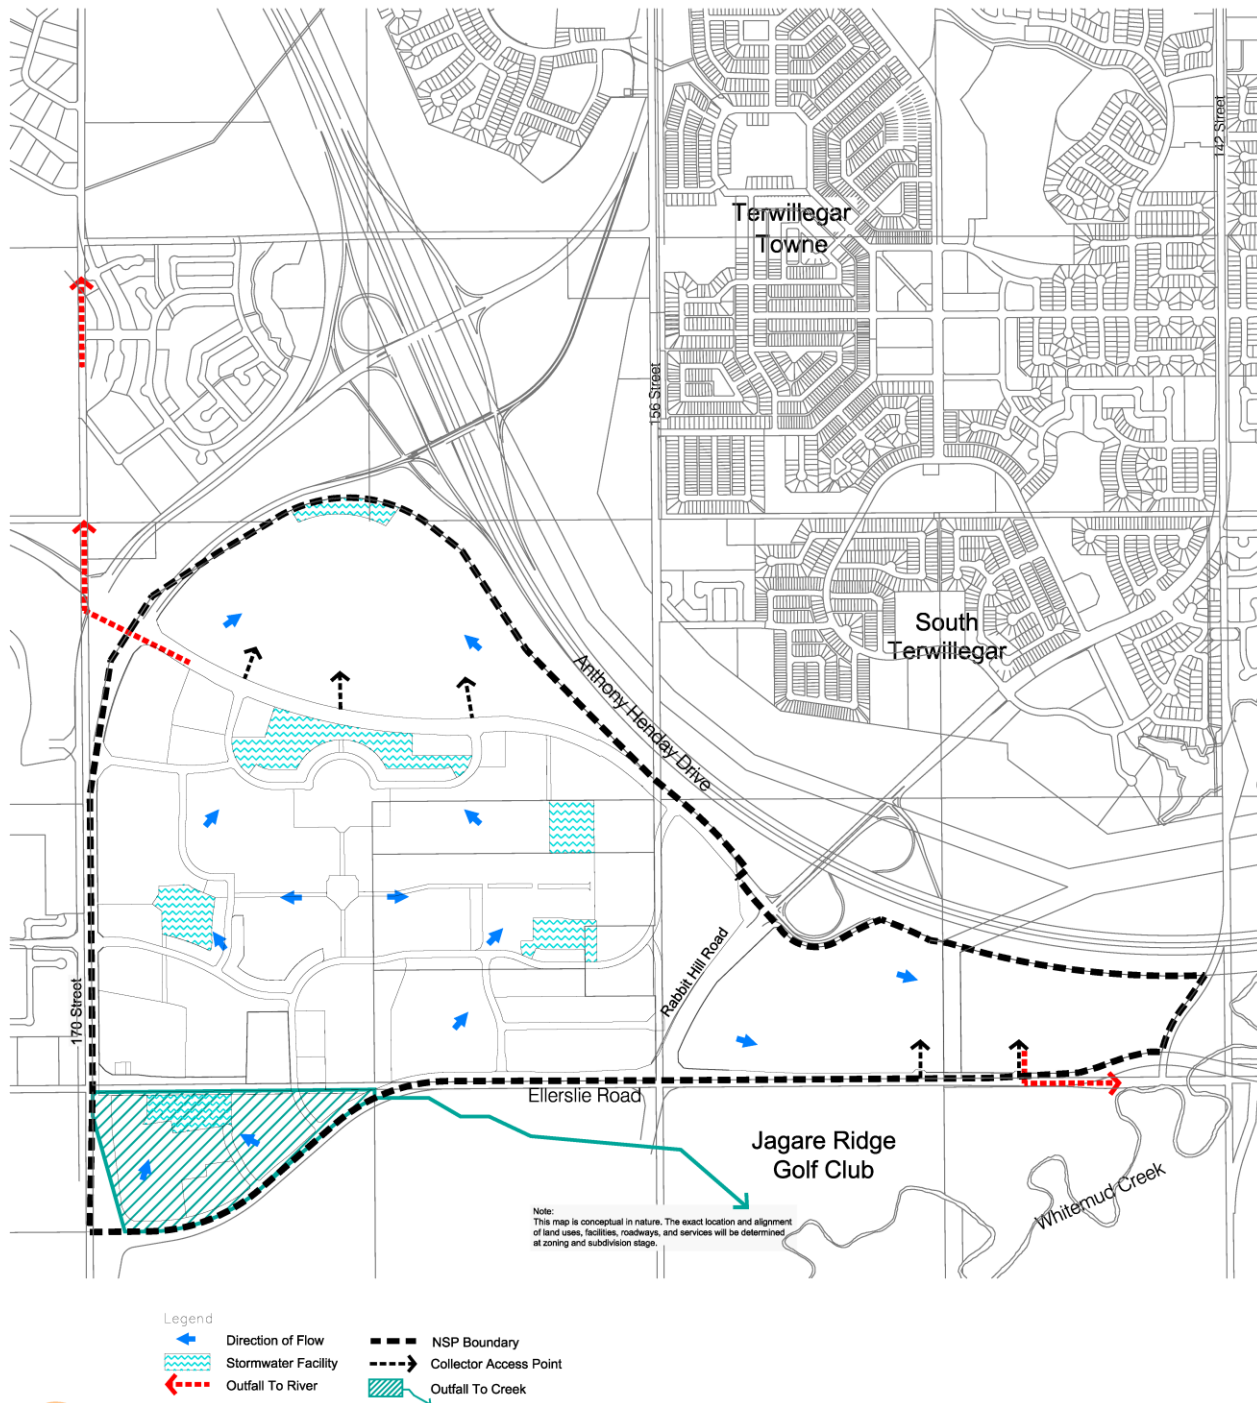 142 Street
Terwillegar
Towne
156 Street
South
Terwillegar
Anthony Henday Drive
Rabbit Hill Road
170 Street
Ellerslie Road
Jagare Ridge
Golf Club
Whitemud Creek
Note:
This map is conceptual in nature. The exact location and alignment
of land uses, facilities, roadways, and services will be determined
at zoning and subdivision stage.
Legend
Direction of Flow
NSP Boundary
Stormwater Facility
Collector Access Point
Outfall To River
Outfall To Creek